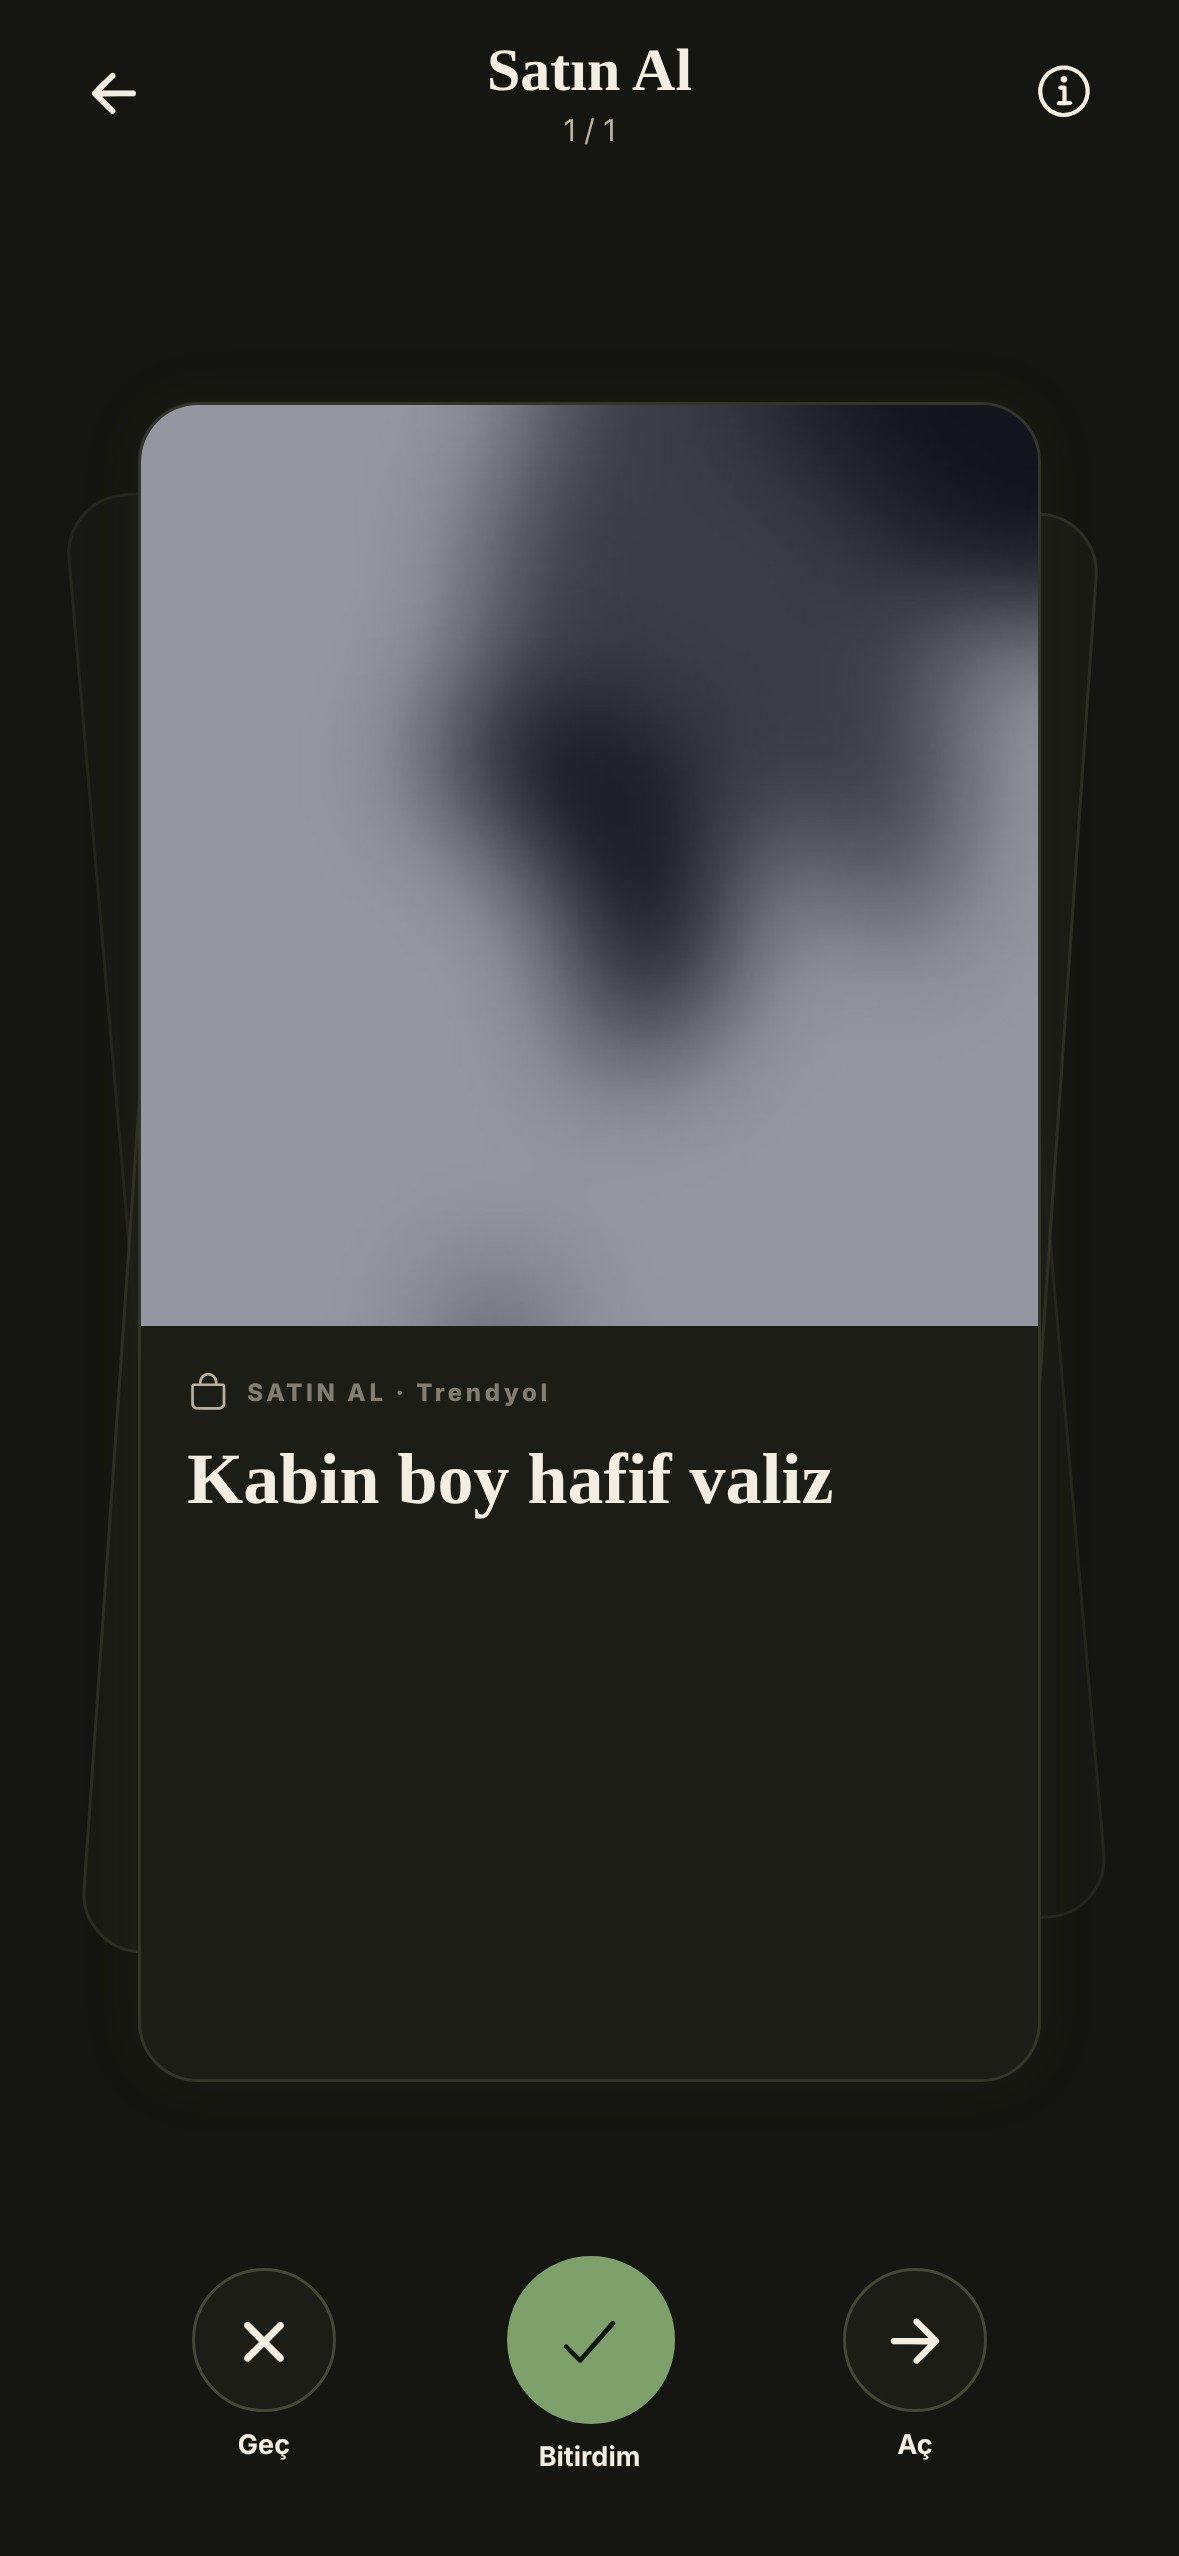 Satın Al
1 / 1
SATIN AL · Trendyol
Kabin boy hafif valiz
Geç
Bitirdim
Aç